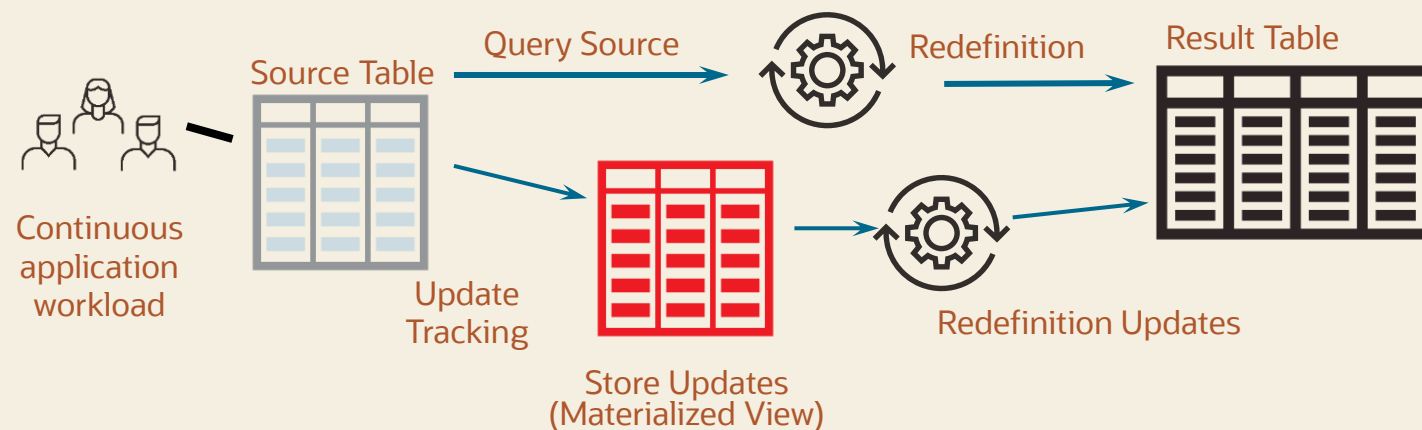 Query Source
Redefinition
Result Table
Source Table
Continuous
application
workload
Update
Tracking
Redefinition Updates
Store Updates
(Materialized View)